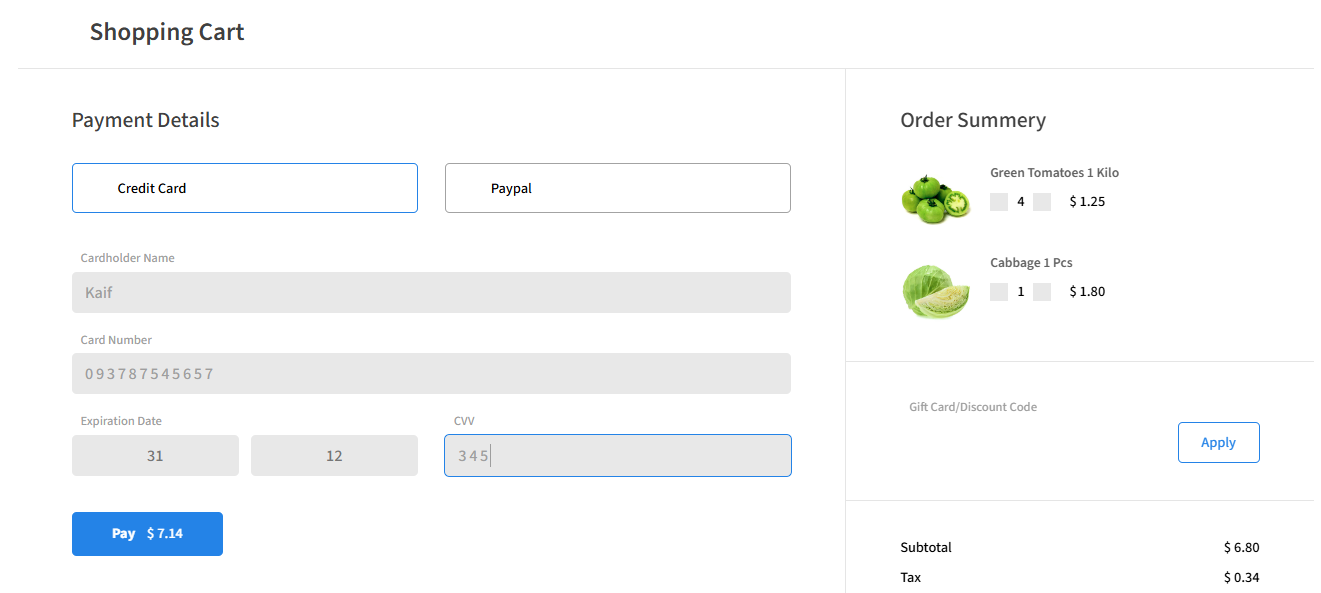 Shopping Cart
Payment Details
Credit Card
Paypal
Cardholder Name
Kaif
Card Number
093787545657
Expiration Date
CVV
31
12
345
Pay $ 7.14
Order Summery
Green Tomatoes 1 Kilo
4 $ 1.25
Cabbage 1 Pcs
1 $ 1.80
Gift Card/Discount Code
Apply
Subtotal $ 6.80
Tax $ 0.34